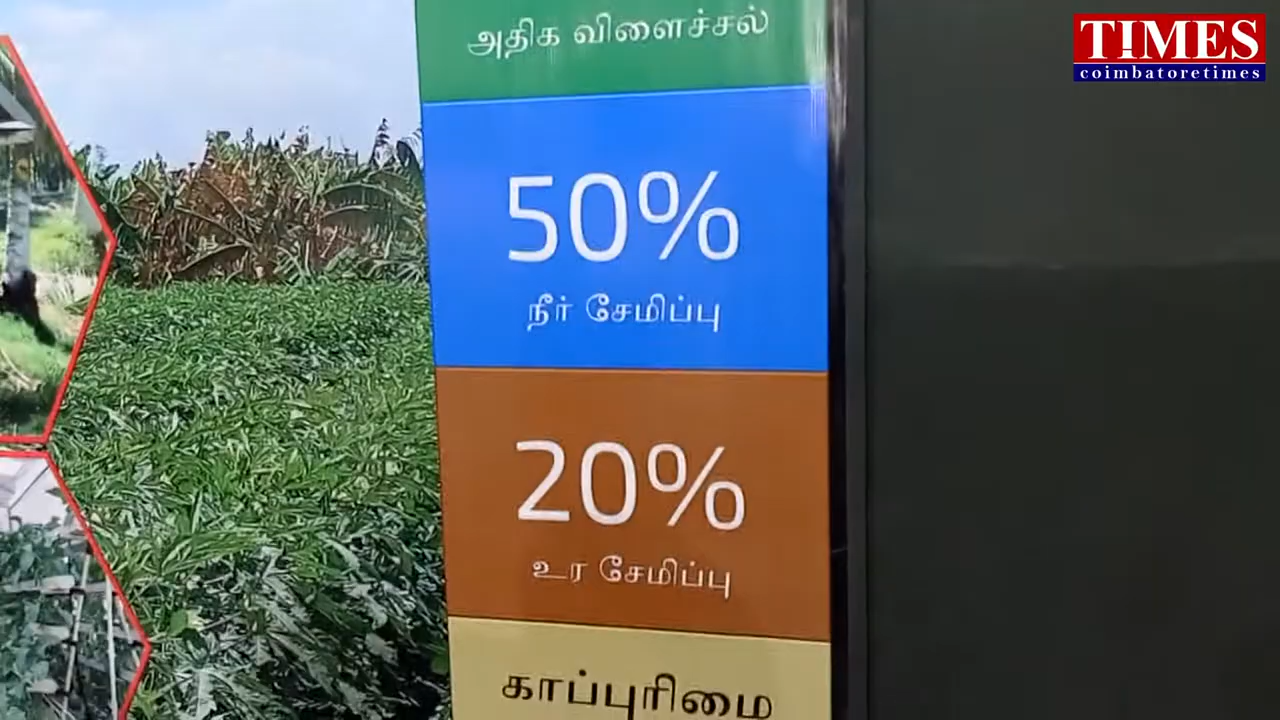 TIMES
coimbatoretimes
அதிக விளைச்சல்
50%
நீர் சேமிப்பு
20%
உர சேமிப்பு
காப்புரிமை